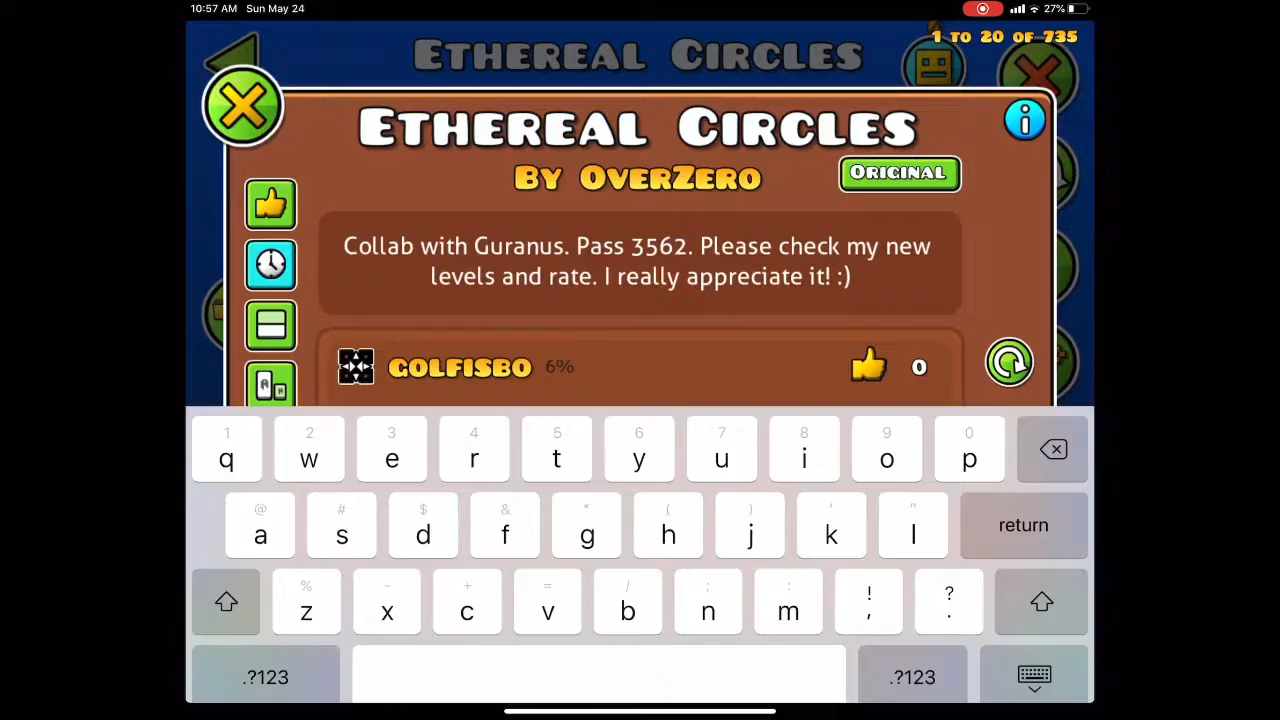 10:57 AM Sun May 24
27%
1 to 20 of 735
Ethereal Circles
Ethereal Circles
By OverZero
Original
Collab with Guranus. Pass 3562. Please check my new
levels and rate. I really appreciate it! :)
GOLFISBO 6% 0
1 2 3 4 5 6 7 8 9 0
q w e r t y u i o p
@ # $ & * ( ) ' "
a s d f g h j k l return
% - + = / ; : ! ?
z x c v b n m , .
.?123 .?123